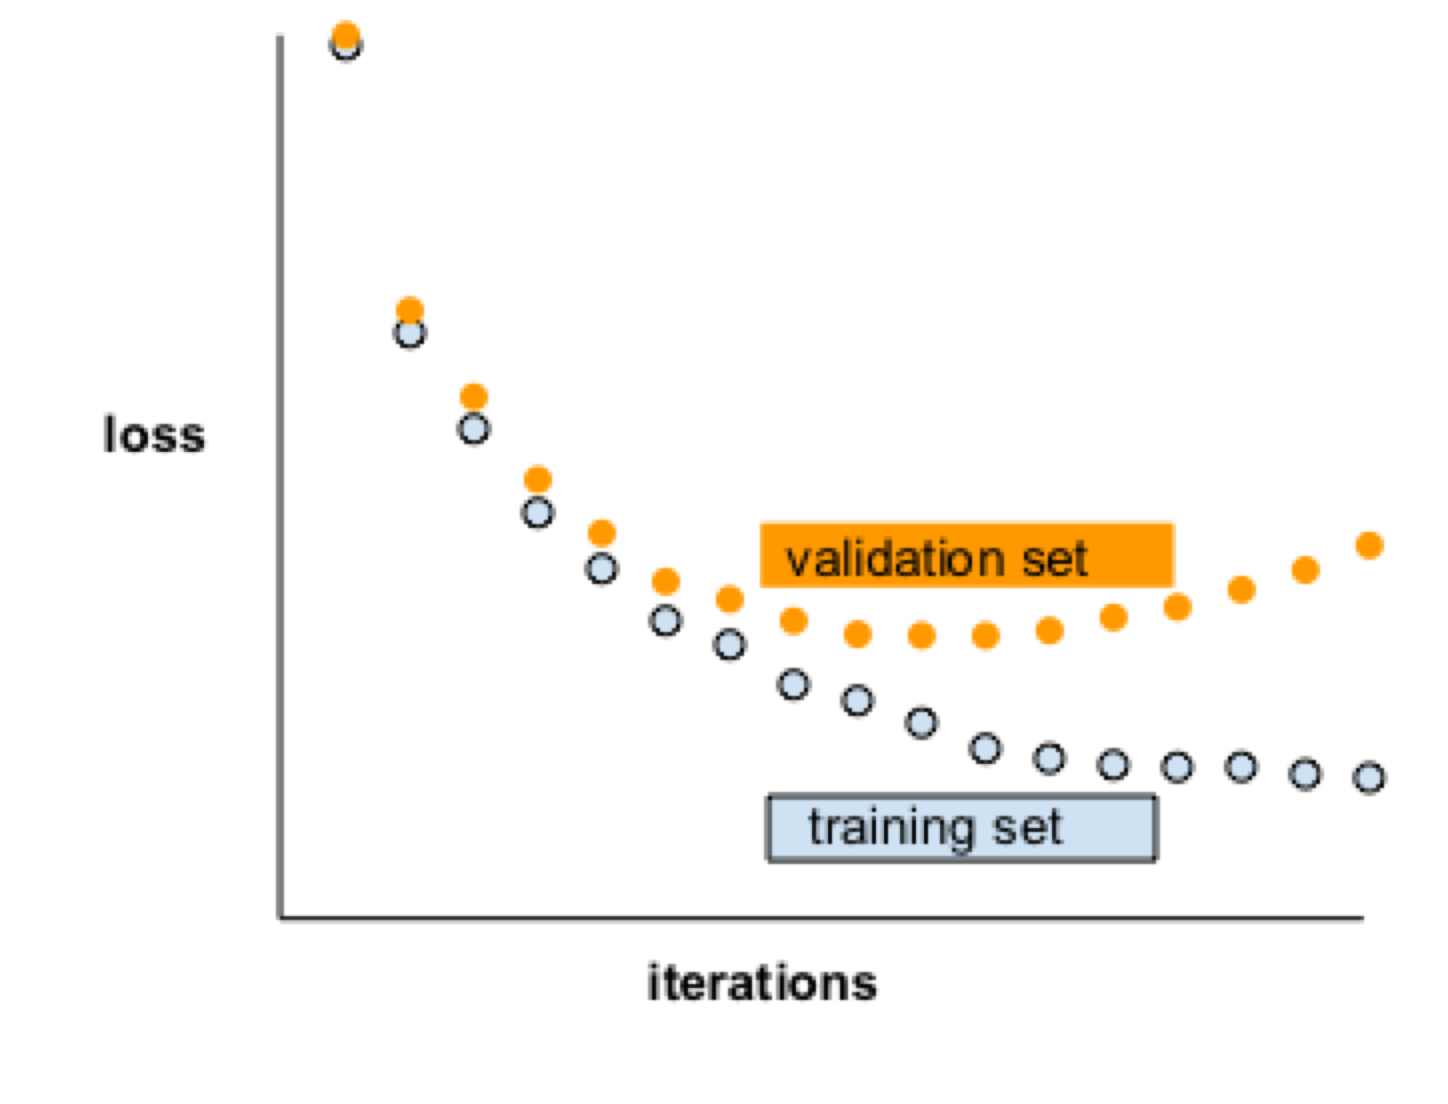 loss
validation set
training set
iterations